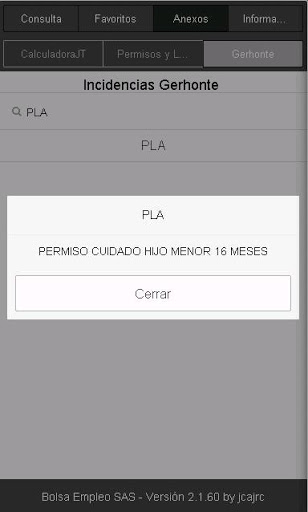 Consulta Favoritos Anexos Informa...
CalculadoraJT Permisos y L... Gerhonte
Incidencias Gerhonte
PLA
PLA
PLA
PERMISO CUIDADO HIJO MENOR 16 MESES
Cerrar
Bolsa Empleo SAS - Versión 2.1.60 by jcajrc